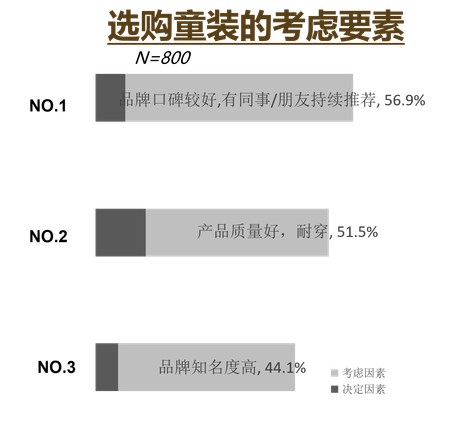 选购童装的考虑要素
N=800
NO.1
品牌口碑较好,有同事/朋友持续推荐, 56.9%
NO.2
产品质量好，耐穿, 51.5%
NO.3
品牌知名度高, 44.1%
考虑因素
决定因素